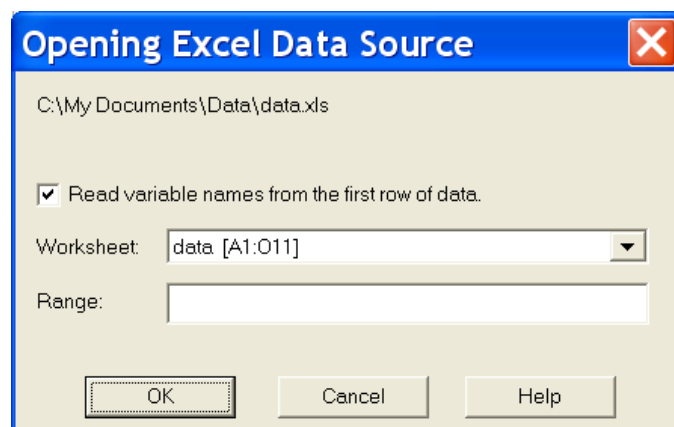 Opening Excel Data Source
C:\My Documents\Data\data.xls
Read variable names from the first row of data.
Worksheet: data [A1:O11]
Range:
OK Cancel Help